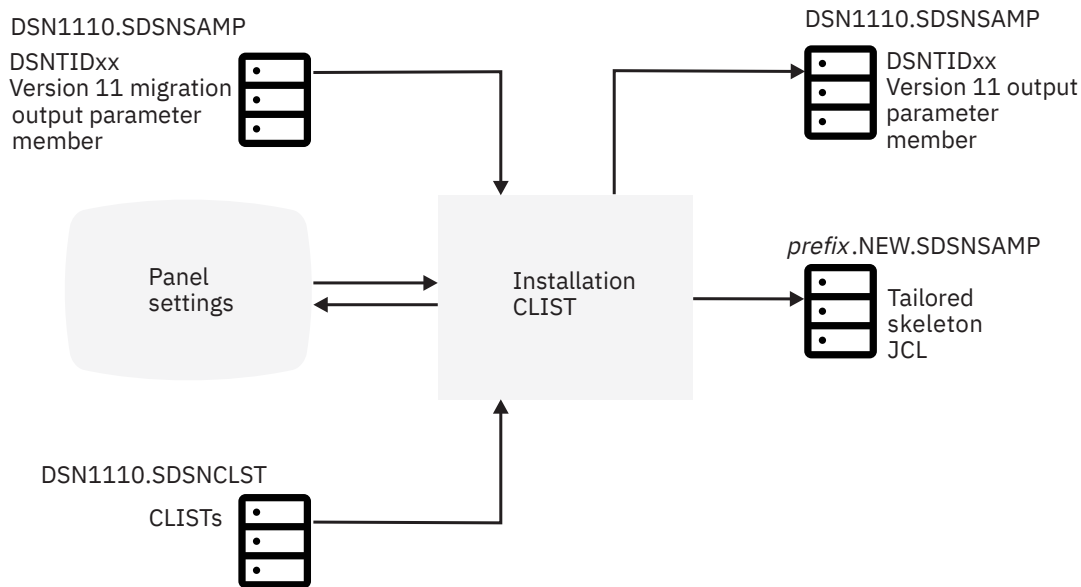 DSN1110.SDSNSAMP
DSNTIDxx
Version 11 migration
output parameter
member
DSN1110.SDSNSAMP
DSNTIDxx
Version 11 output
parameter
member
Panel
settings
Installation
CLIST
prefix.NEW.SDSNSAMP
Tailored
skeleton
JCL
DSN1110.SDSNCLST
CLISTs